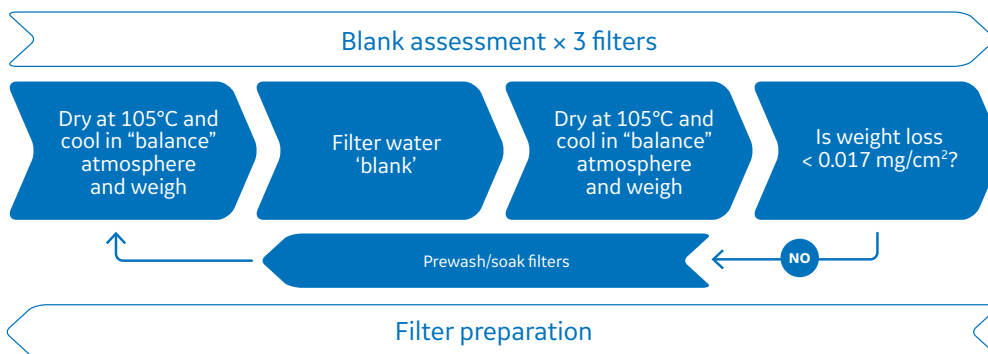 Blank assessment × 3 filters
Dry at 105°C and
cool in “balance”
atmosphere
and weigh
Filter water
‘blank’
Dry at 105°C and
cool in “balance”
atmosphere
and weigh
Is weight loss
< 0.017 mg/cm²?
Prewash/soak filters
NO
Filter preparation